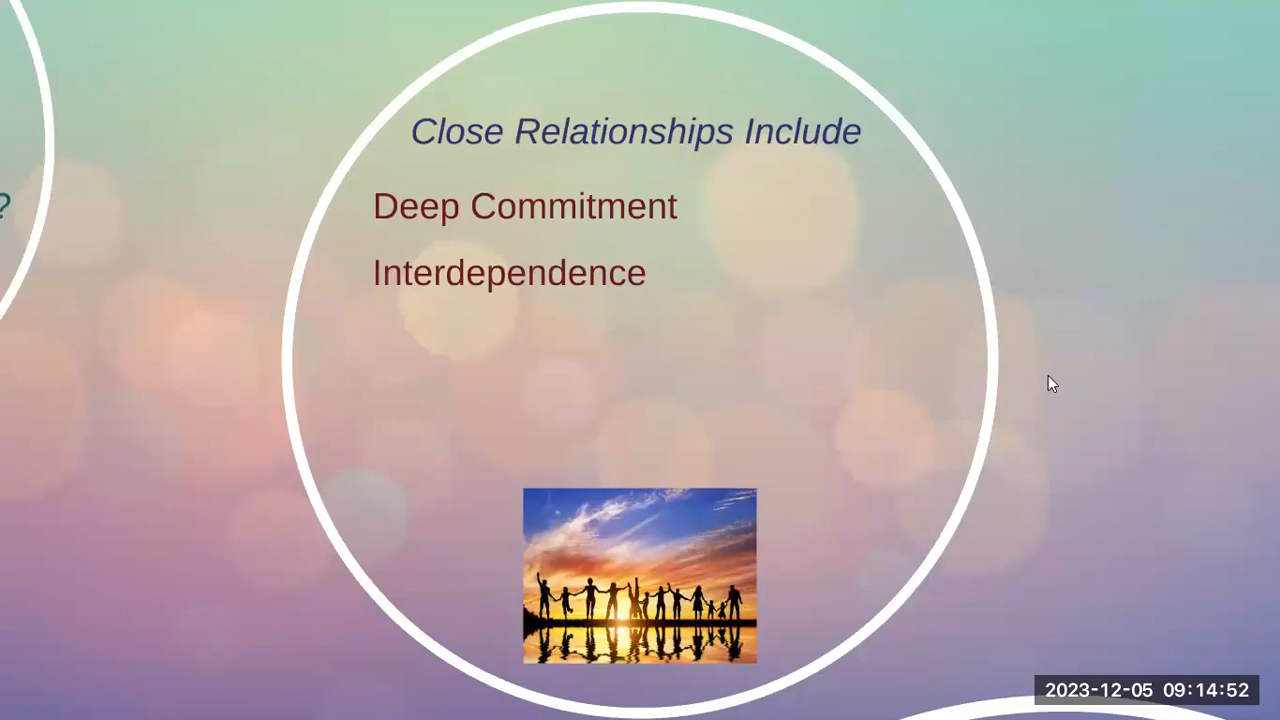 Close Relationships Include
?
Deep Commitment
Interdependence
2023-12-05 09:14:52